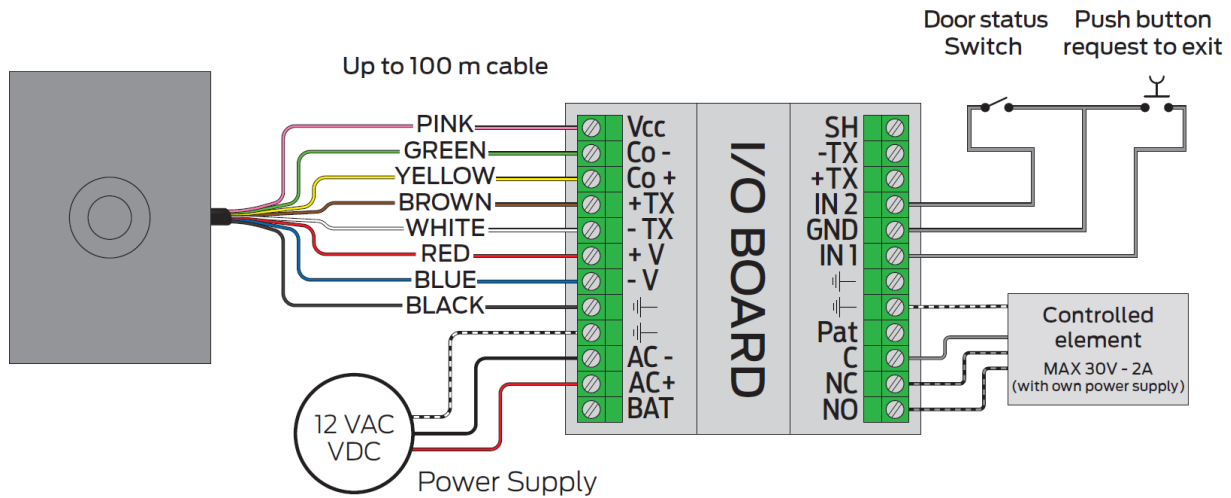 Door status
Switch
Push button
request to exit
Up to 100 m cable
PINK
GREEN
YELLOW
BROWN
WHITE
RED
BLUE
BLACK
Vcc
Co -
Co +
+TX
- TX
+ V
- V
AC -
AC+
BAT
I/O BOARD
SH
-TX
+TX
IN 2
GND
IN 1
Pat
C
NC
NO
Controlled
element
MAX 30V - 2A
(with own power supply)
12 VAC
VDC
Power Supply